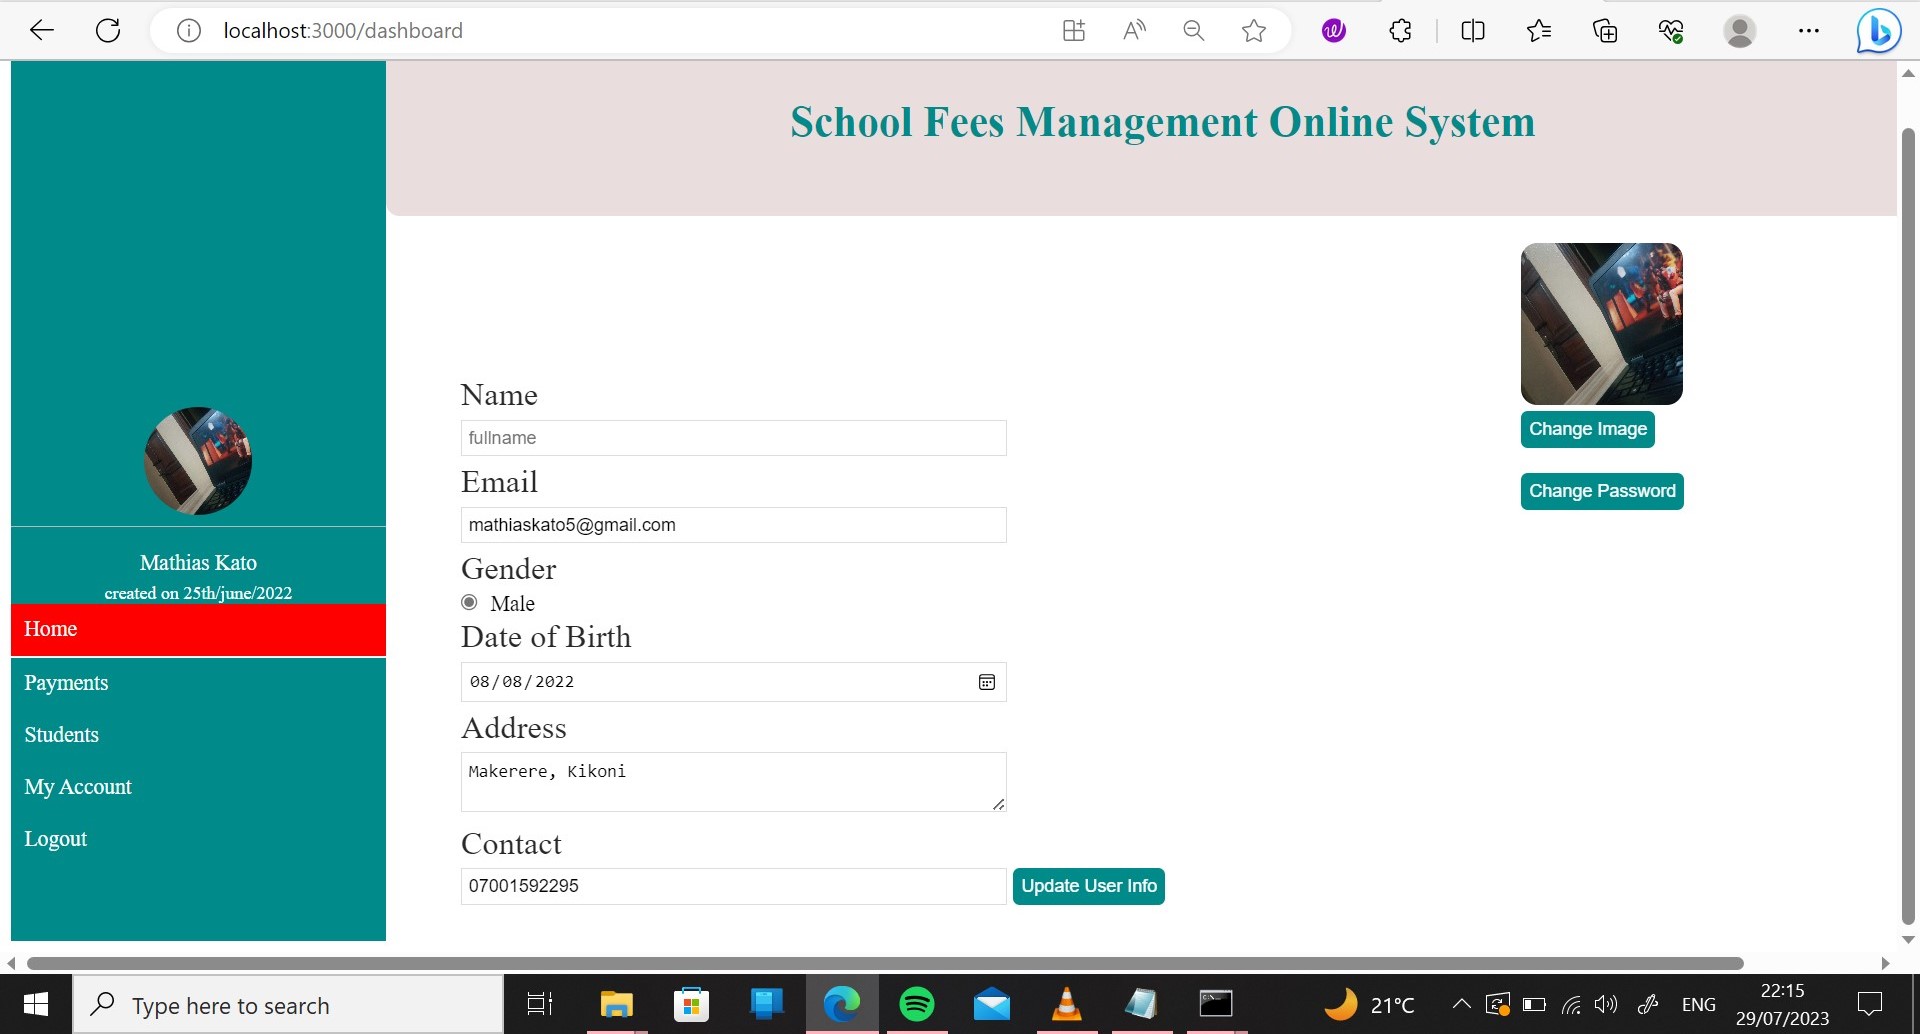 localhost:3000/dashboard
School Fees Management Online System
Mathias Kato
created on 25th/june/2022
Home
Payments
Students
My Account
Logout
Name
fullname
Email
mathiaskato5@gmail.com
Gender
Male
Date of Birth
08/08/2022
Address
Makerere, Kikoni
Contact
07001592295
Update User Info
Change Image
Change Password
Type here to search
21°C
ENG
22:15
29/07/2023